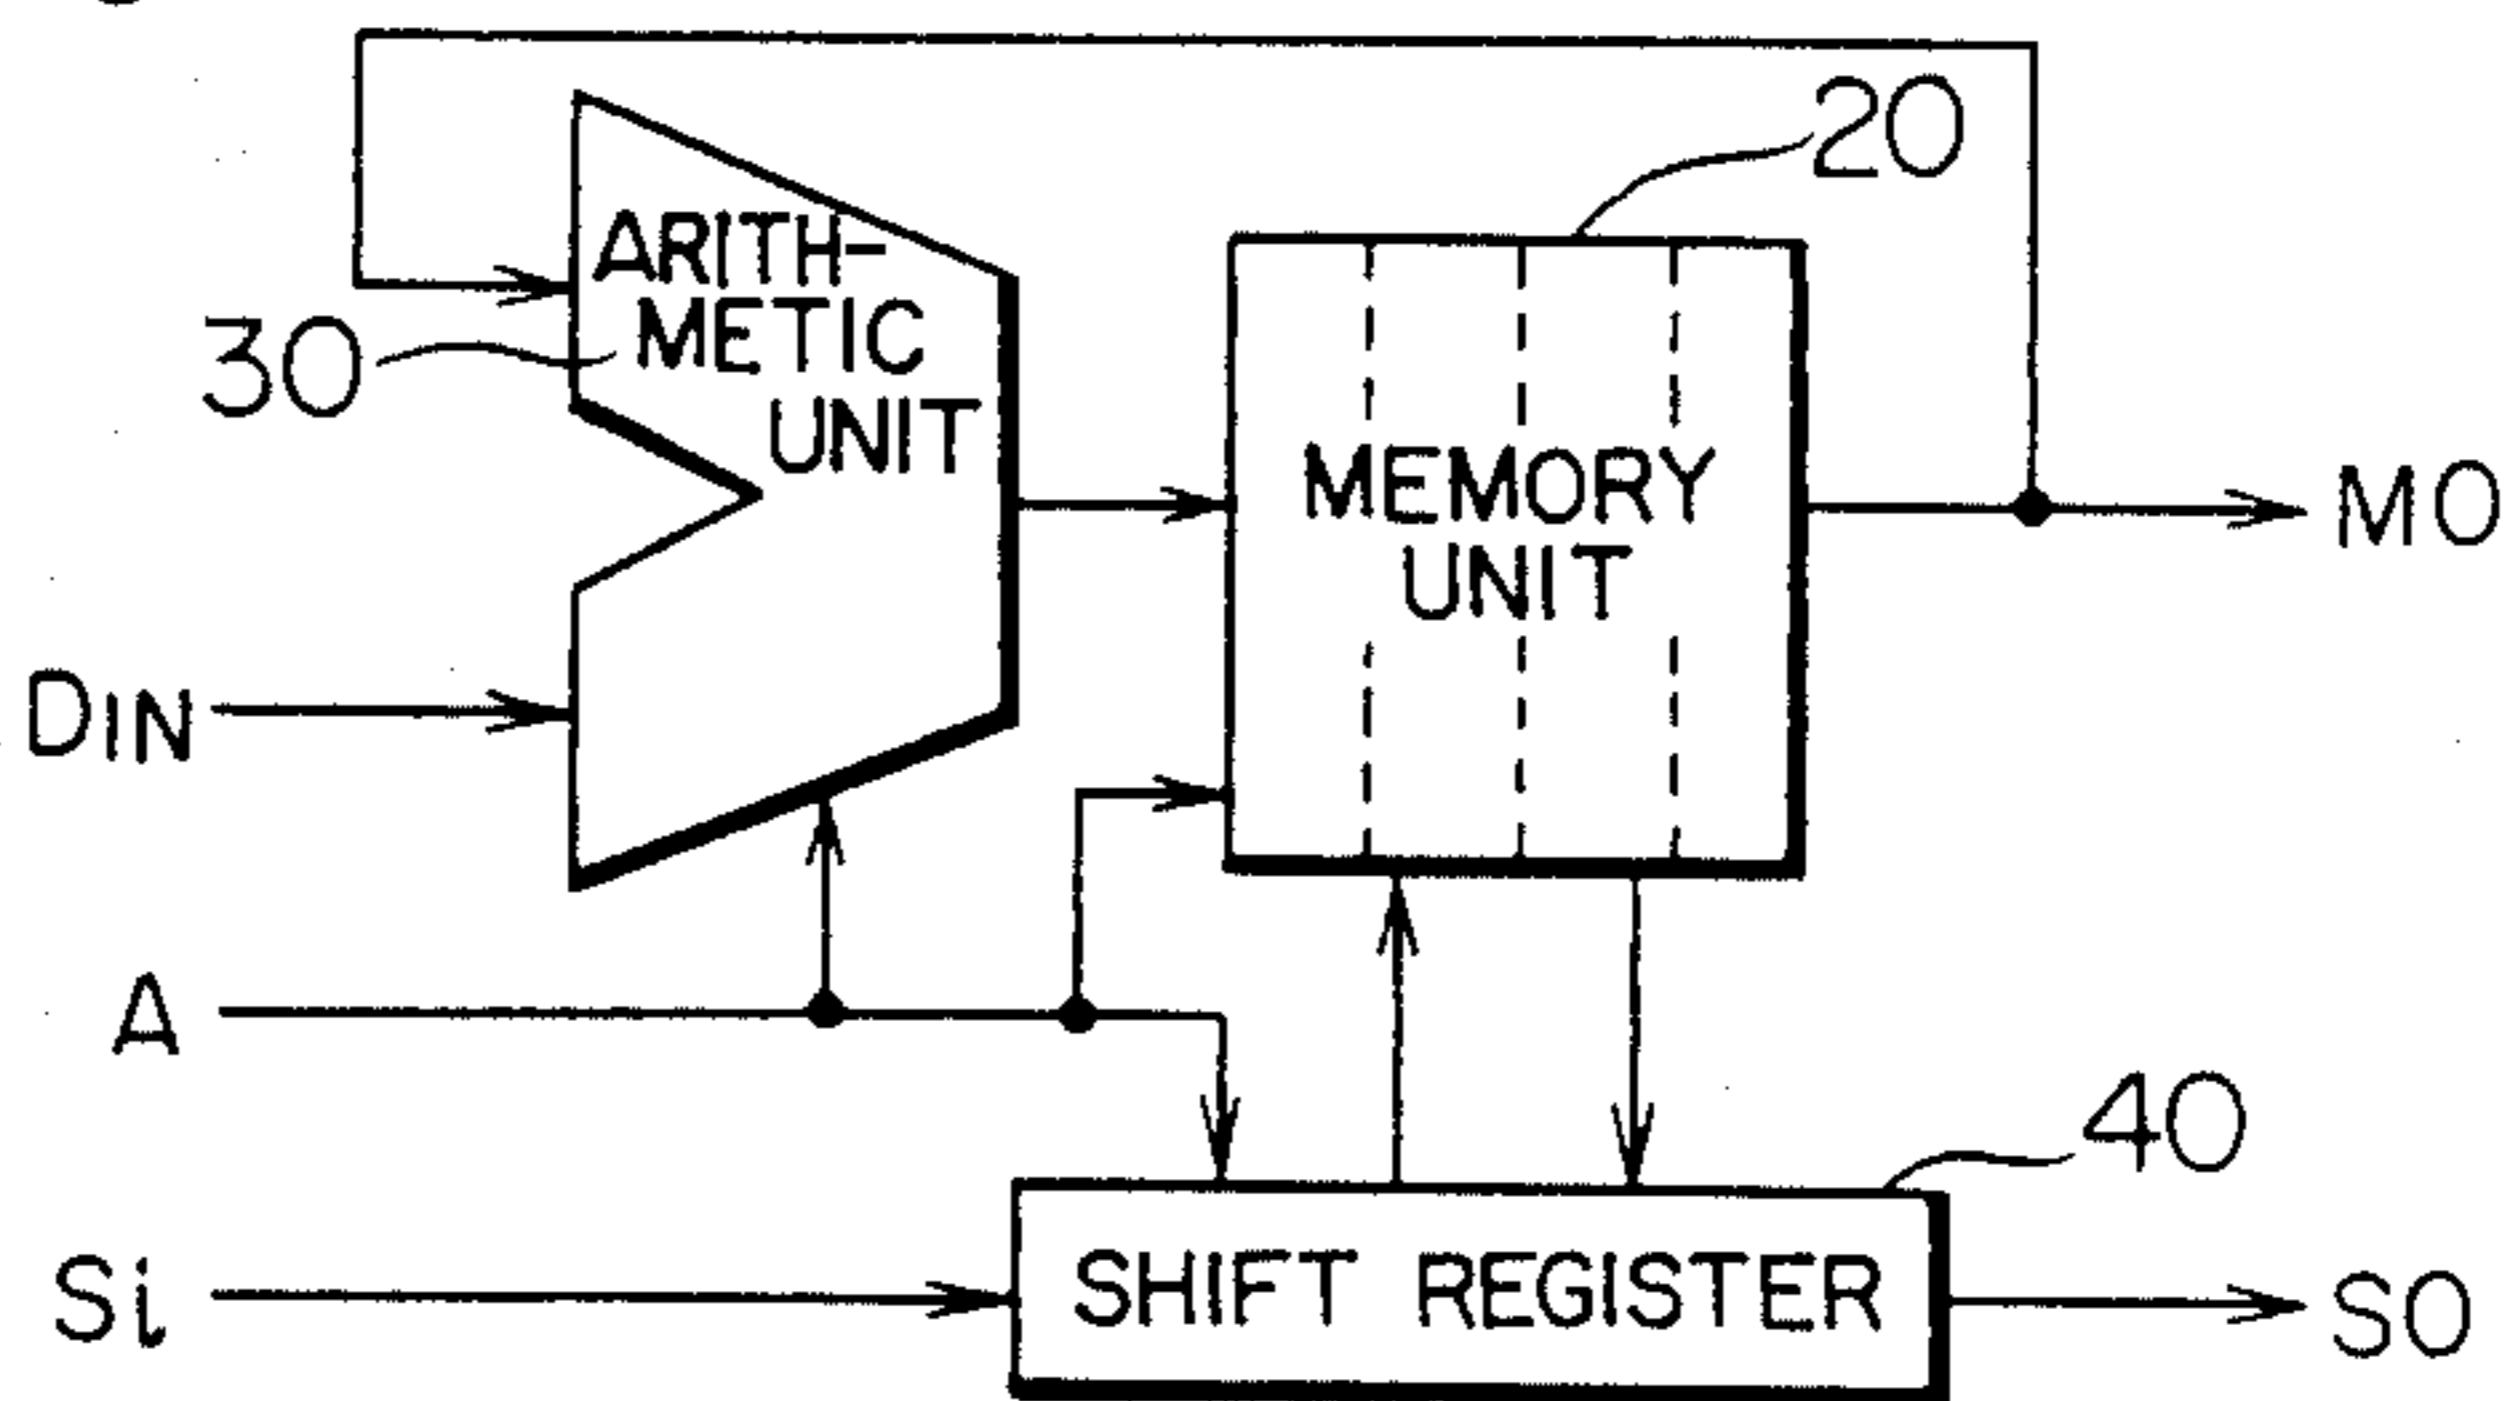 20
ARITH-
METIC
UNIT
30
MEMORY
UNIT
MO
DIN
A
40
Si
SHIFT REGISTER
SO